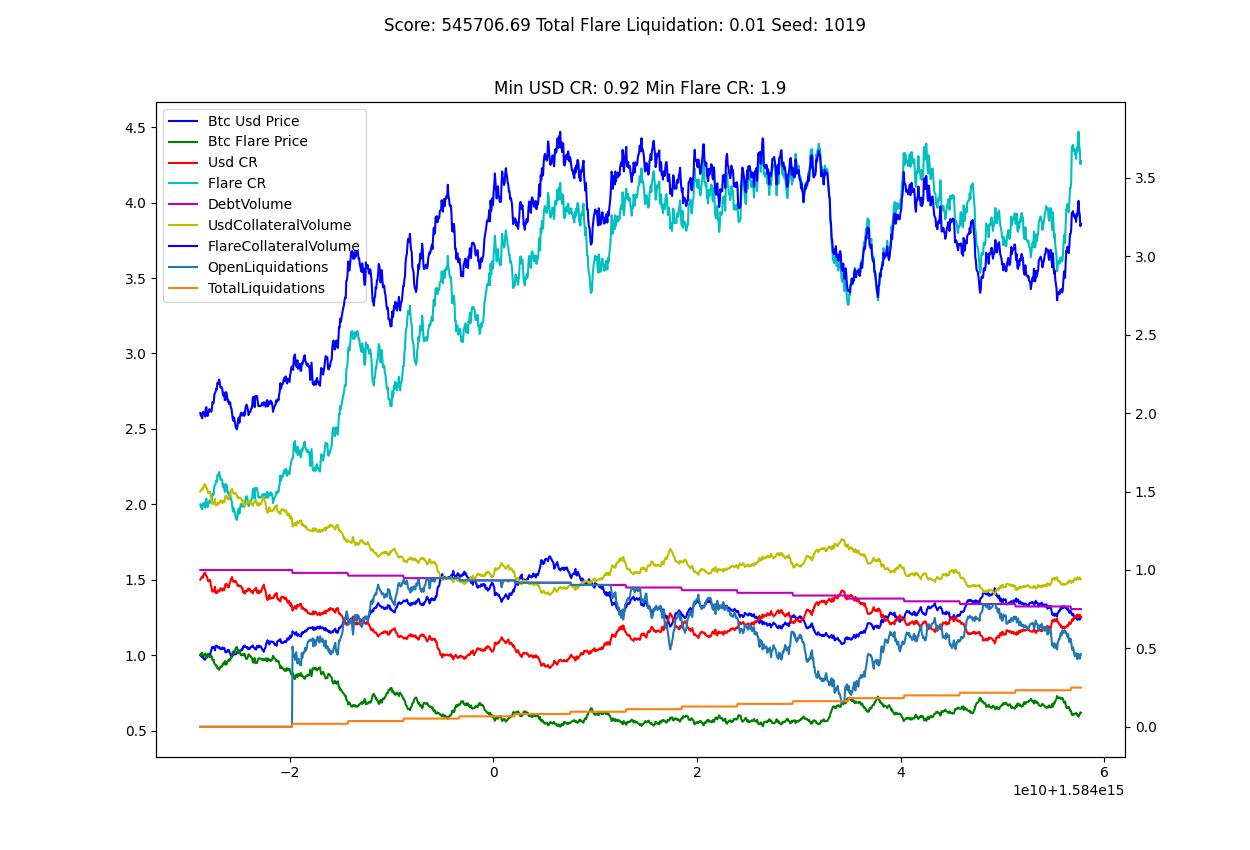 Score: 545706.69 Total Flare Liquidation: 0.01 Seed: 1019
Min USD CR: 0.92 Min Flare CR: 1.9
Btc Usd Price
Btc Flare Price
Usd CR
Flare CR
DebtVolume
UsdCollateralVolume
FlareCollateralVolume
OpenLiquidations
TotalLiquidations
4.5
4.0
3.5
3.0
2.5
2.0
1.5
1.0
0.5
3.5
3.0
2.5
2.0
1.5
1.0
0.5
0.0
−2
0
2
4
6
1e10+1.584e15